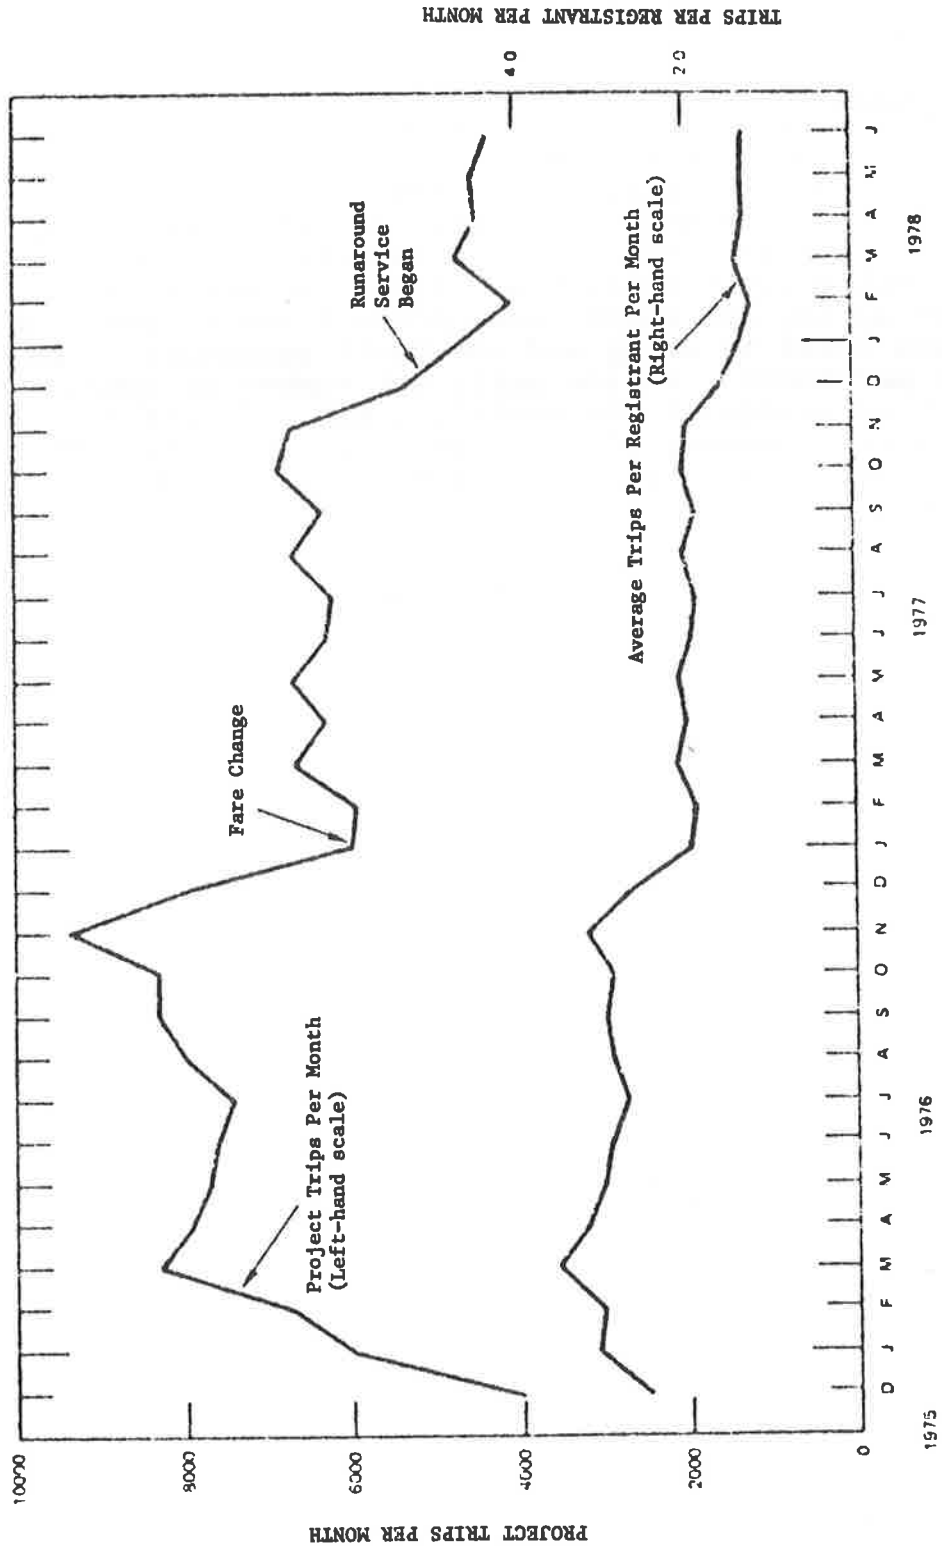 PROJECT TRIPS PER MONTH
10000
8000
6000
4000
2000
0
TRIPS PER REGISTRANT PER MONTH
40
20
Project Trips Per Month
(Left-hand scale)
Fare Change
Runaround
Service
Began
Average Trips Per Registrant Per Month
(Right-hand scale)
D J F M A M J J A S O N D J F M A M J J A S O N D J F M A M J
1975 1976 1977 1978